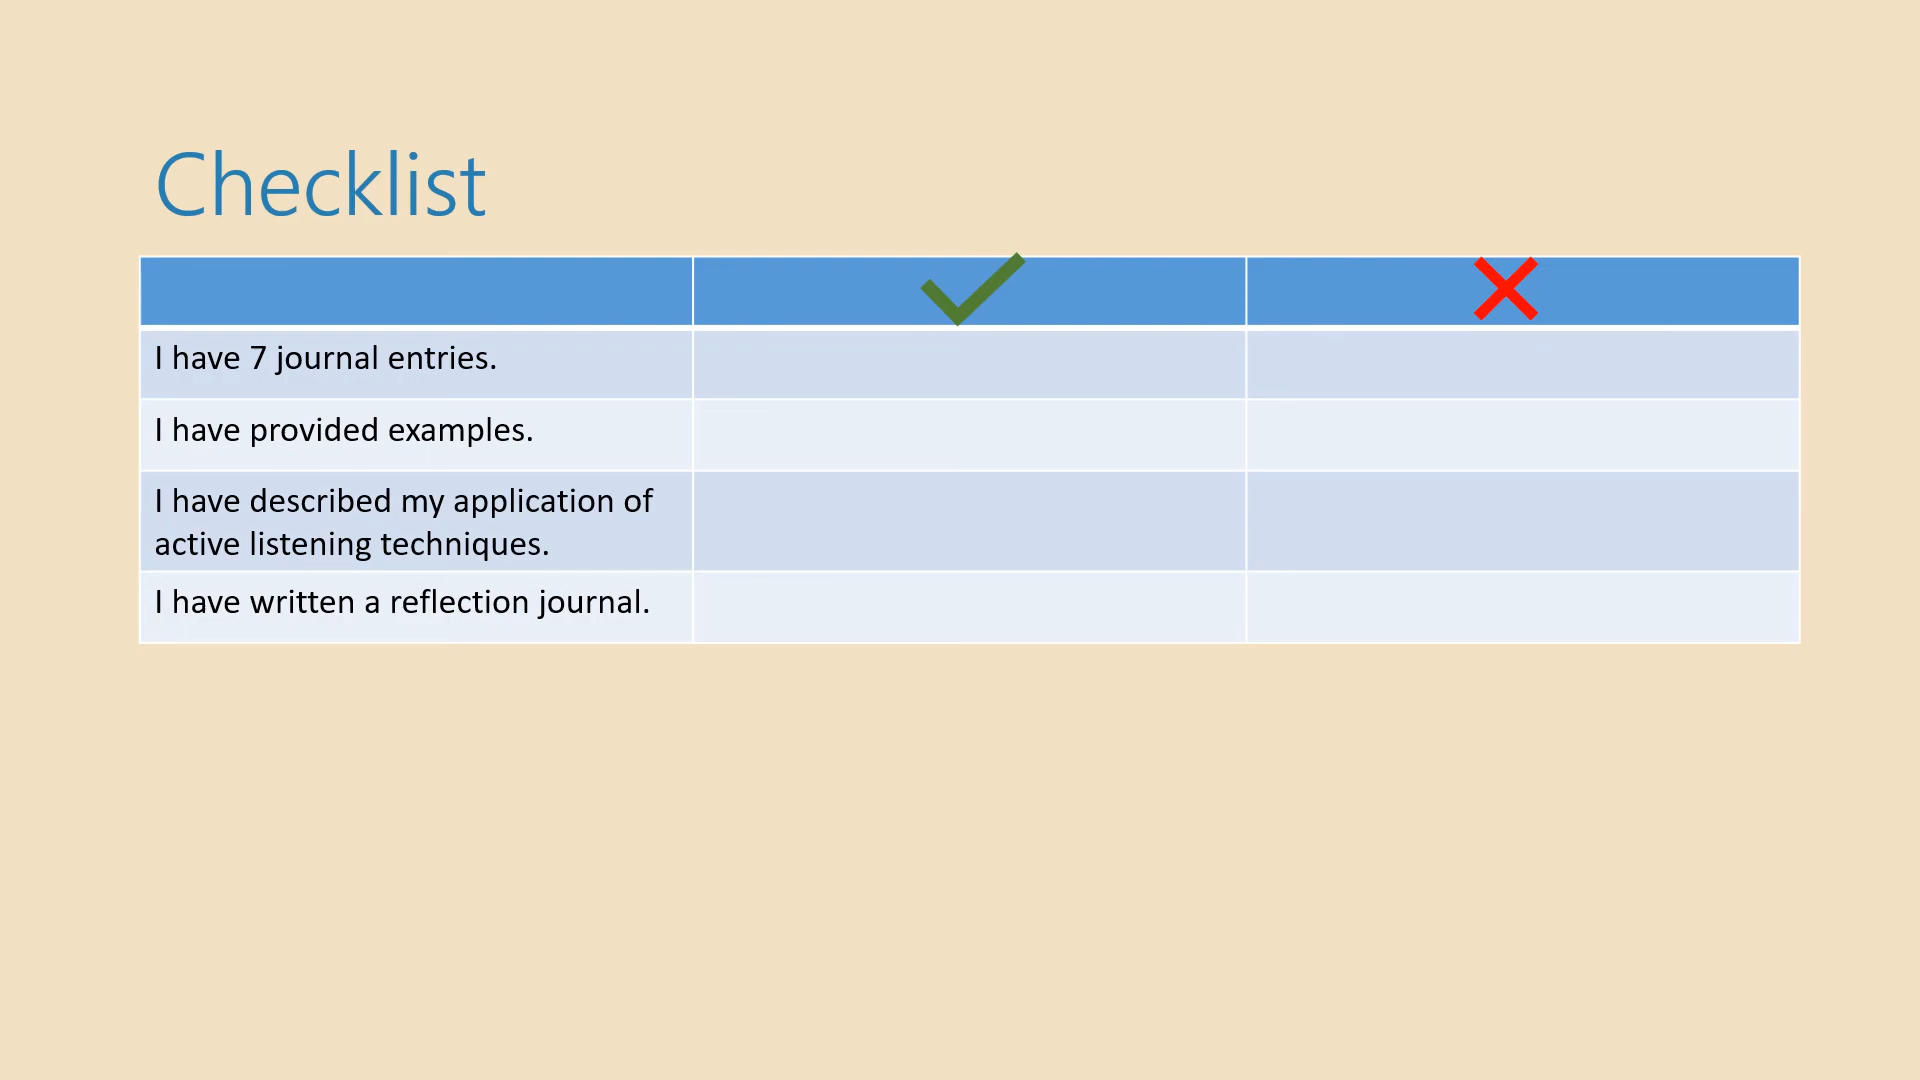 Checklist
I have 7 journal entries.
I have provided examples.
I have described my application of
active listening techniques.
I have written a reflection journal.